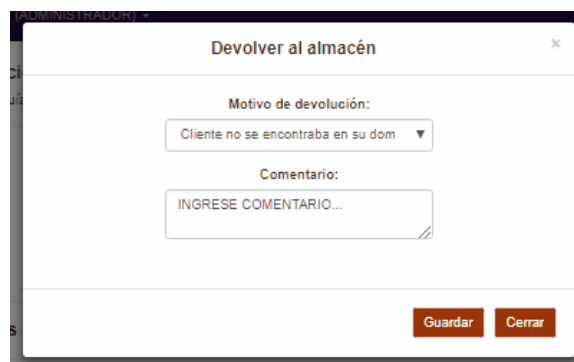 (ADMINISTRADOR)
Devolver al almacén
×
Motivo de devolución:
Cliente no se encontraba en su dom
Comentario:
INGRESE COMENTARIO...
Guardar Cerrar